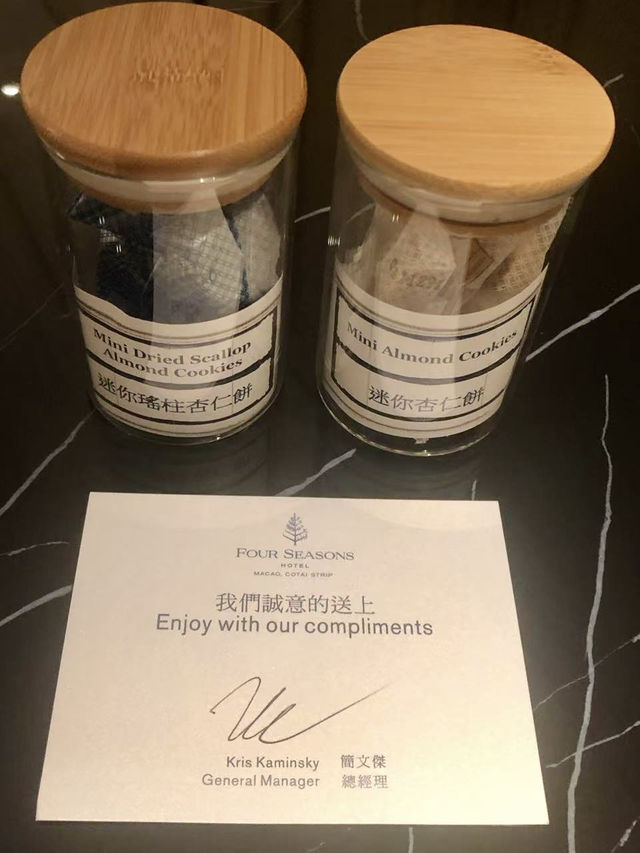 Mini Dried Scallop
Almond Cookies
迷你瑤柱杏仁餅
Mini Almond Cookies
迷你杏仁餅
FOUR SEASONS
HOTEL
MACAO, COTAI STRIP
我們誠意的送上
Enjoy with our compliments
Kris Kaminsky 簡文傑
General Manager 總經理